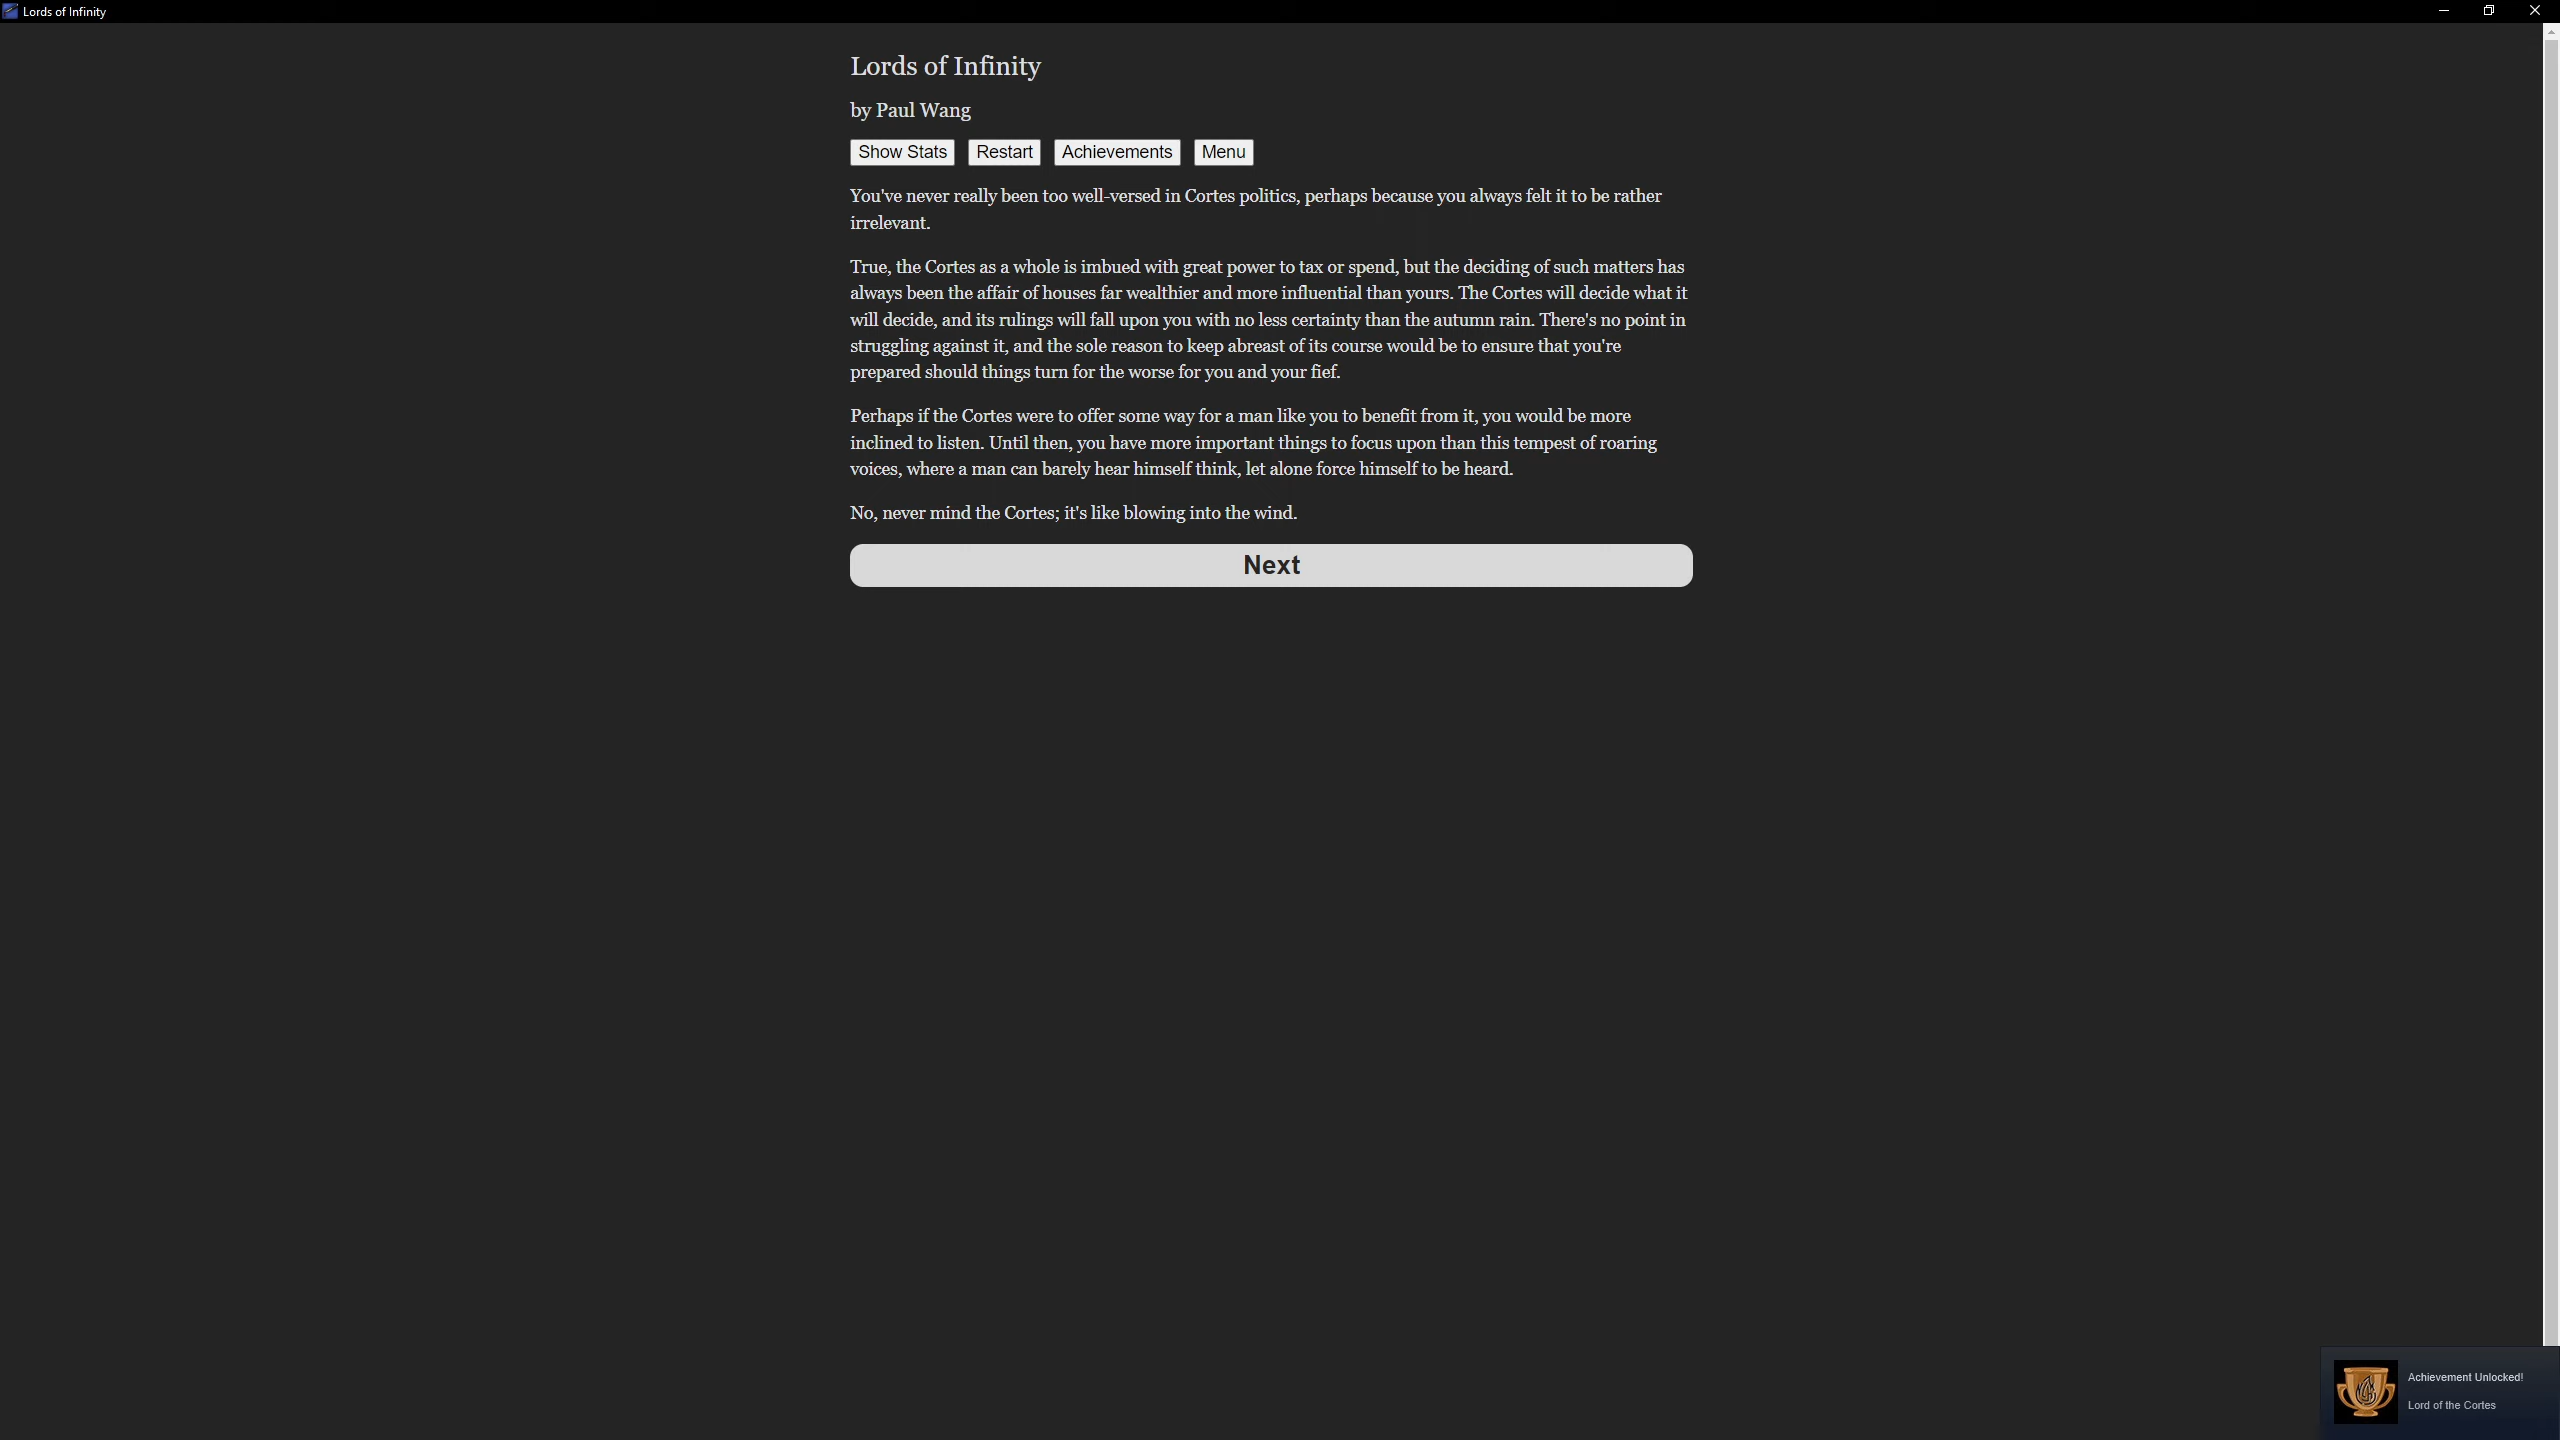 Lords of Infinity
Lords of Infinity
by Paul Wang
Show Stats Restart Achievements Menu
You've never really been too well-versed in Cortes politics, perhaps because you always felt it to be rather
irrelevant.
True, the Cortes as a whole is imbued with great power to tax or spend, but the deciding of such matters has
always been the affair of houses far wealthier and more influential than yours. The Cortes will decide what it
will decide, and its rulings will fall upon you with no less certainty than the autumn rain. There's no point in
struggling against it, and the sole reason to keep abreast of its course would be to ensure that you're
prepared should things turn for the worse for you and your fief.
Perhaps if the Cortes were to offer some way for a man like you to benefit from it, you would be more
inclined to listen. Until then, you have more important things to focus upon than this tempest of roaring
voices, where a man can barely hear himself think, let alone force himself to be heard.
No, never mind the Cortes; it's like blowing into the wind.
Next
Achievement Unlocked!
Lord of the Cortes